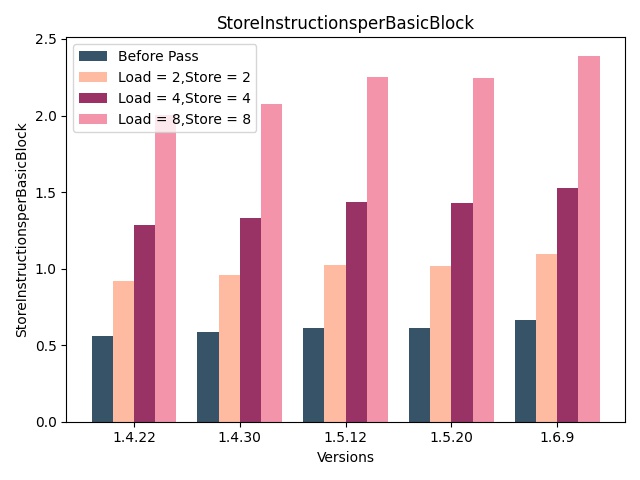 StoreInstructionsperBasicBlock
2.5
2.0
1.5
1.0
0.5
0.0
StoreInstructionsperBasicBlock
Before Pass
Load = 2,Store = 2
Load = 4,Store = 4
Load = 8,Store = 8
1.4.22 1.4.30 1.5.12 1.5.20 1.6.9
Versions